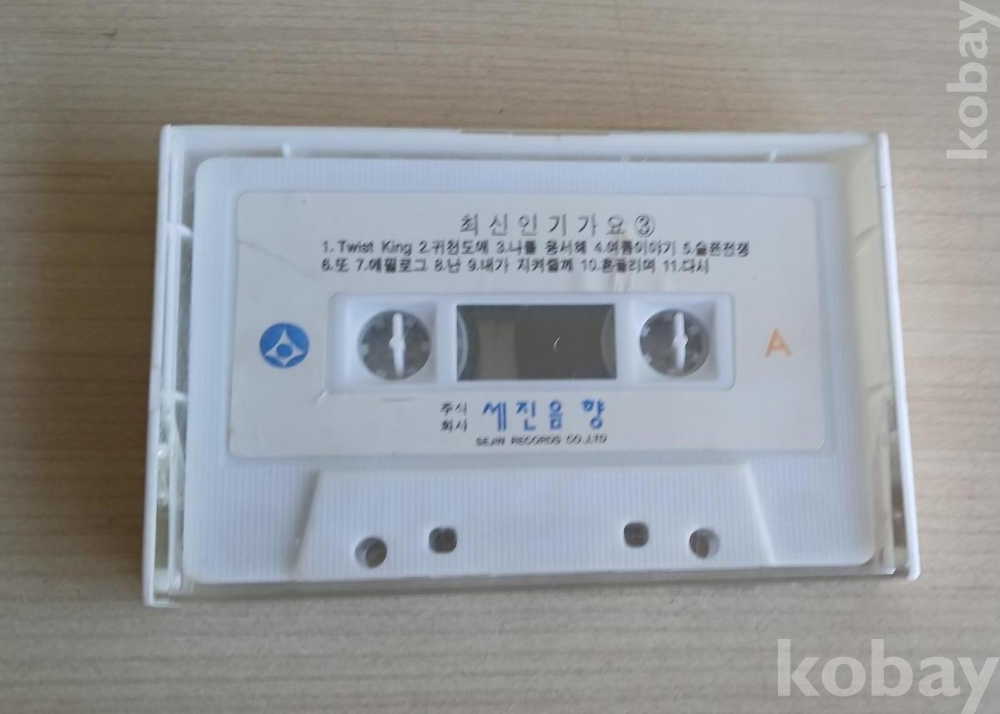 kobay
최신인기가요③
1. Twist King 2.귀천도애 3.나를 용서해 4.여름이야기 5.슬픈전쟁
6.또 7.에필로그 8.난 9.내가 지켜줄께 10.흔들리며 11.다시
A
주식
회사 세진음향
SEJIN RECORDS CO.,LTD
kobay